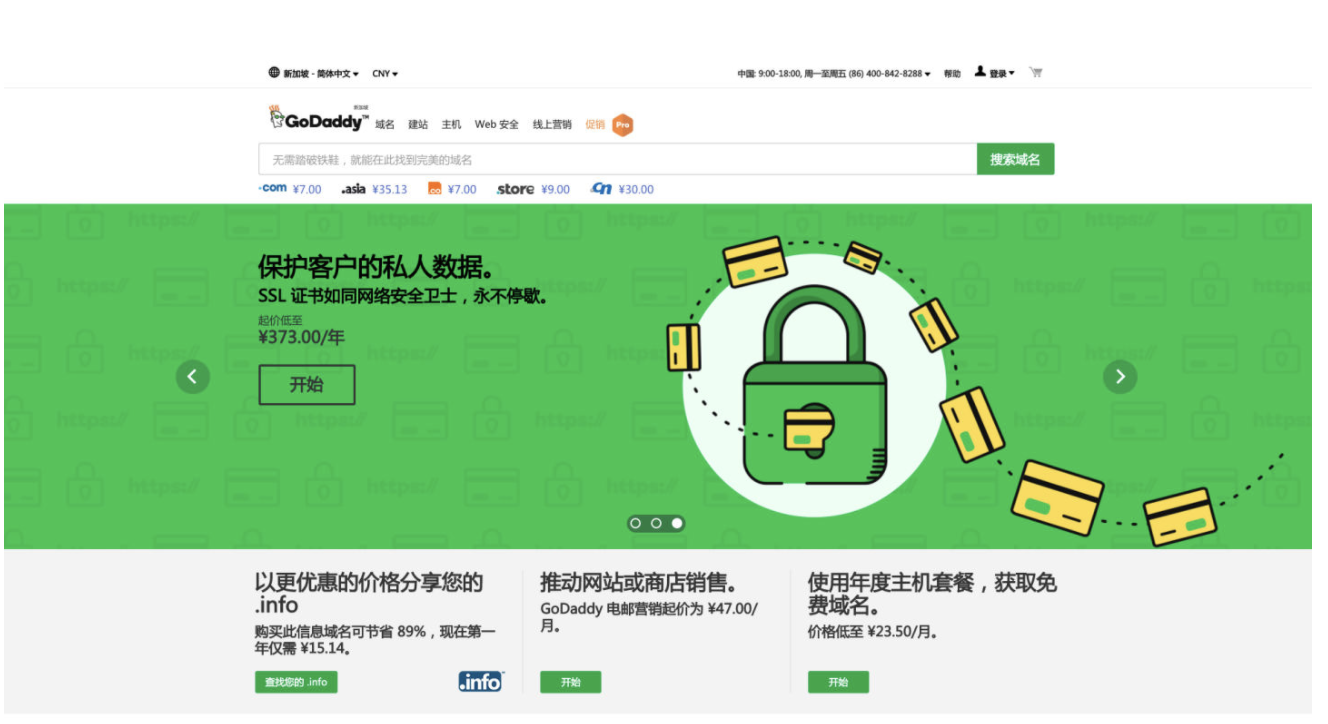 新加坡 - 简体中文 CNY 中国: 9:00-18:00, 周一至周五 (86) 400-842-8288 帮助 登录
新加坡
GoDaddy™ 域名 建站 主机 Web 安全 线上营销 促销 Pro
无需踏破铁鞋，就能在此找到完美的域名 搜索域名
.com ¥7.00 .asia ¥35.13 .co ¥7.00 .store ¥9.00 .cn ¥30.00
https:// https:// https:// https:// https://
保护客户的私人数据。
SSL 证书如同网络安全卫士，永不停歇。
起价低至
¥373.00/年
开始
以更优惠的价格分享您的
.info
购买此信息域名可节省 89%，现在第一
年仅需 ¥15.14。
查找您的 .info .info
推动网站或商店销售。
GoDaddy 电邮营销起价为 ¥47.00/
月。
开始
使用年度主机套餐，获取免
费域名。
价格低至 ¥23.50/月。
开始